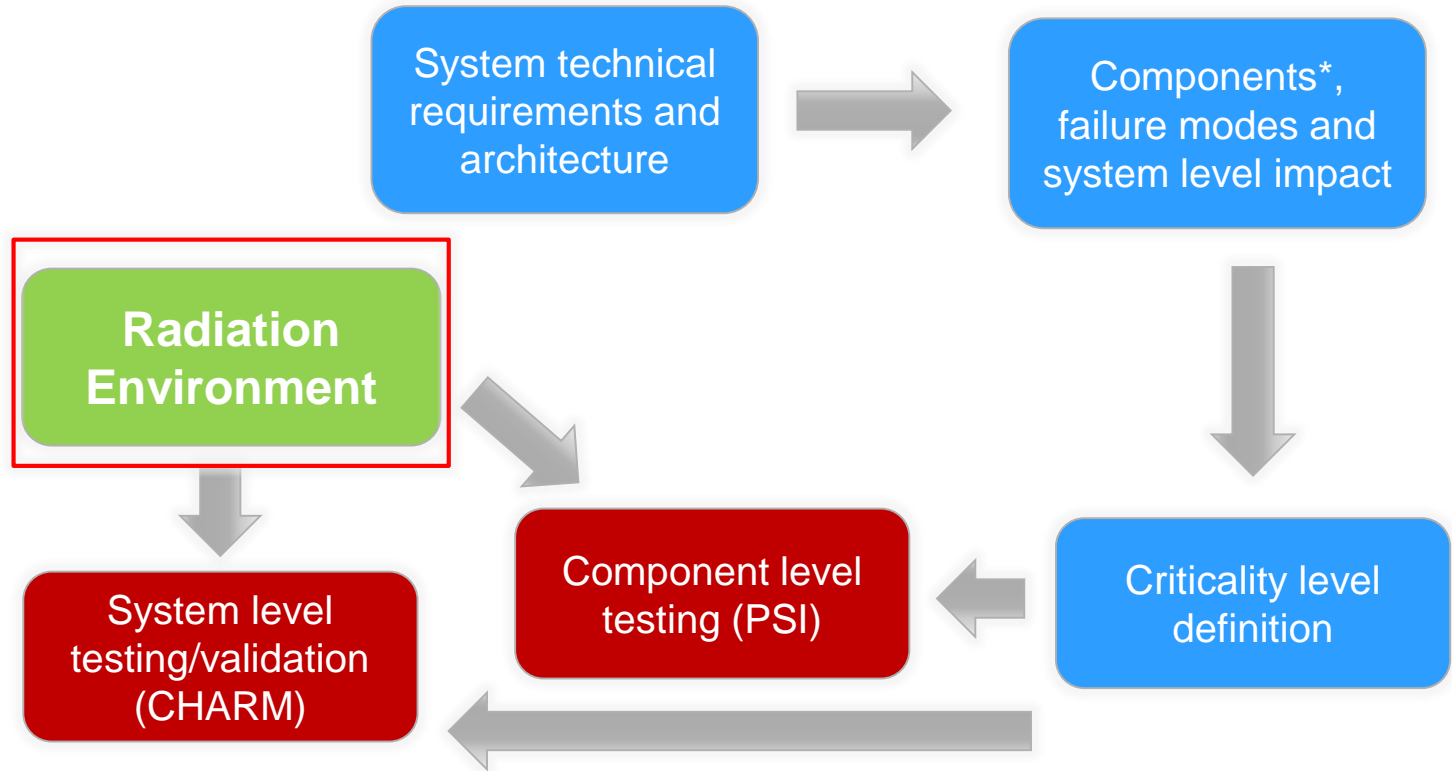 System technical
requirements and
architecture
Components*,
failure modes and
system level impact
Radiation
Environment
Component level
testing (PSI)
Criticality level
definition
System level
testing/validation
(CHARM)